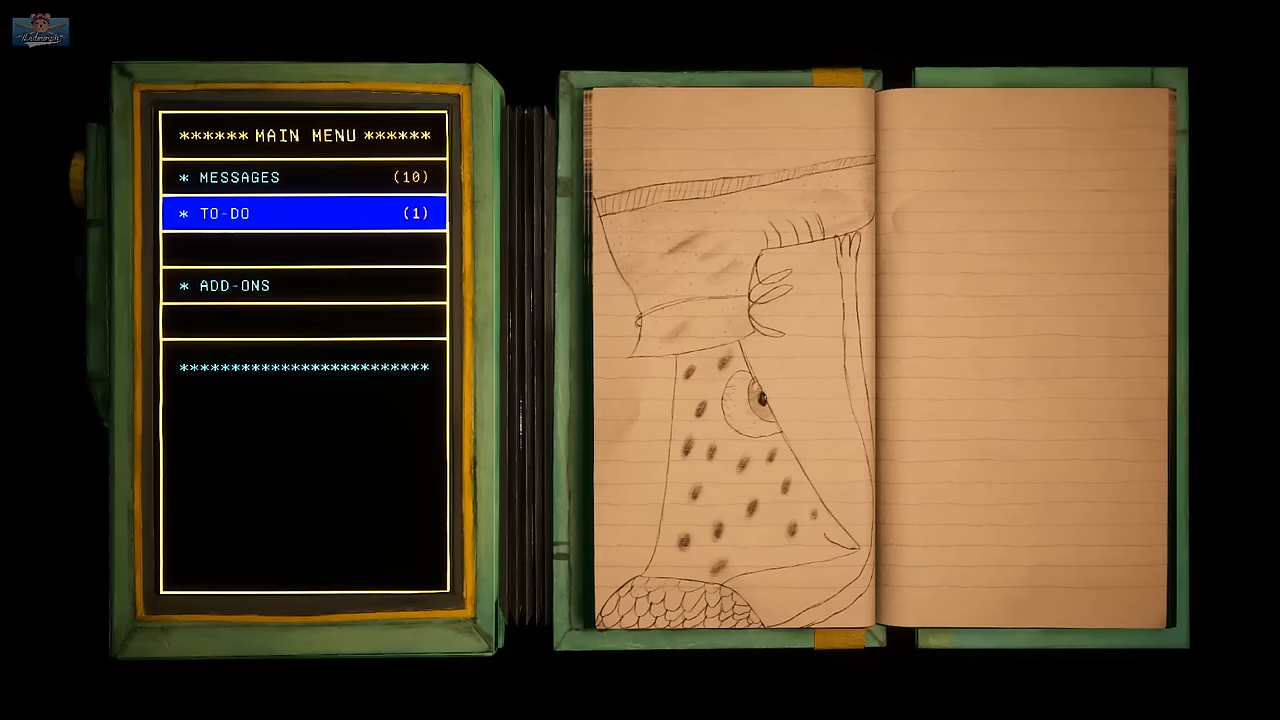 ****** MAIN MENU ******
* MESSAGES (10)
* TO-DO (1)
* ADD-ONS
*************************